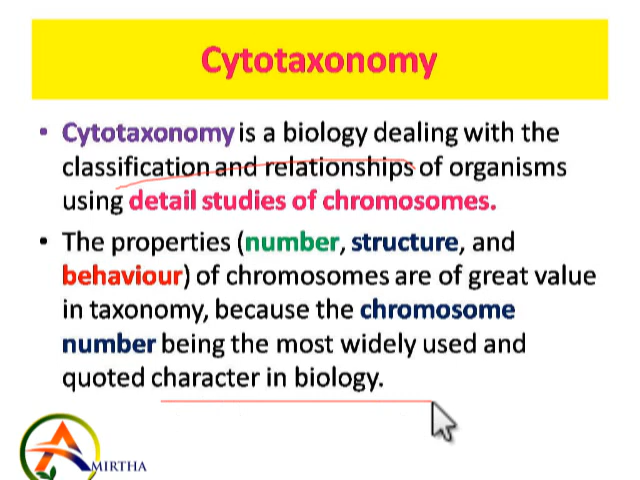 Cytotaxonomy
• Cytotaxonomy is a biology dealing with the
classification and relationships of organisms
using detail studies of chromosomes.
• The properties (number, structure, and
behaviour) of chromosomes are of great value
in taxonomy, because the chromosome
number being the most widely used and
quoted character in biology.
MIRTHA